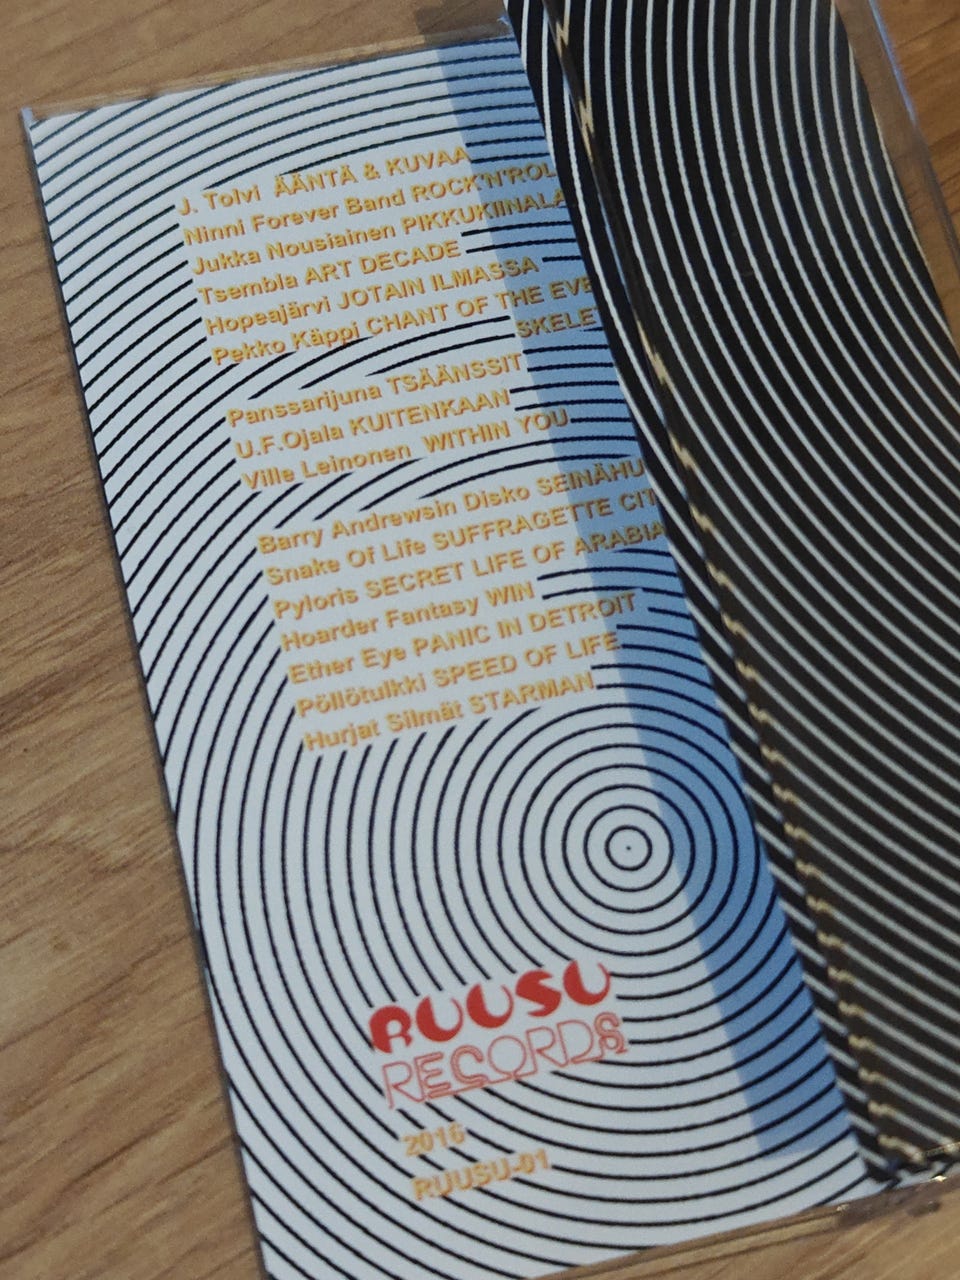 J. Tolvi ÄÄNTÄ & KUVAA
Ninni Forever Band ROCK'N'ROL
Jukka Nousiainen PIKKUKIINALA
Tsembla ART DECADE
Hopeajärvi JOTAIN ILMASSA
Pekko Käppi CHANT OF THE EVE
SKELE
Panssarijuna TSÄÄNSSIT
U.F.Ojala KUITENKAAN
Ville Leinonen WITHIN YOU
Barry Andrewsin Disko SEINÄHU
Snake Of Life SUFFRAGETTE CIT
Pyloris SECRET LIFE OF ARABIA
Hoarder Fantasy WIN
Ether Eye PANIC IN DETROIT
Pöllötulkki SPEED OF LIFE
Hurjat Silmät STARMAN
RUUSU
RECORDS
2016
RUUSU-01